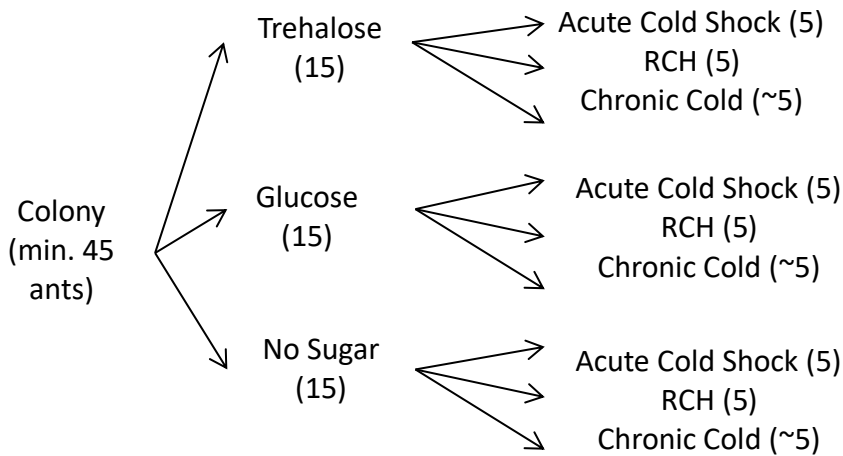 Colony
(min. 45
ants)
Trehalose
(15)
Acute Cold Shock (5)
RCH (5)
Chronic Cold (~5)
Glucose
(15)
Acute Cold Shock (5)
RCH (5)
Chronic Cold (~5)
No Sugar
(15)
Acute Cold Shock (5)
RCH (5)
Chronic Cold (~5)